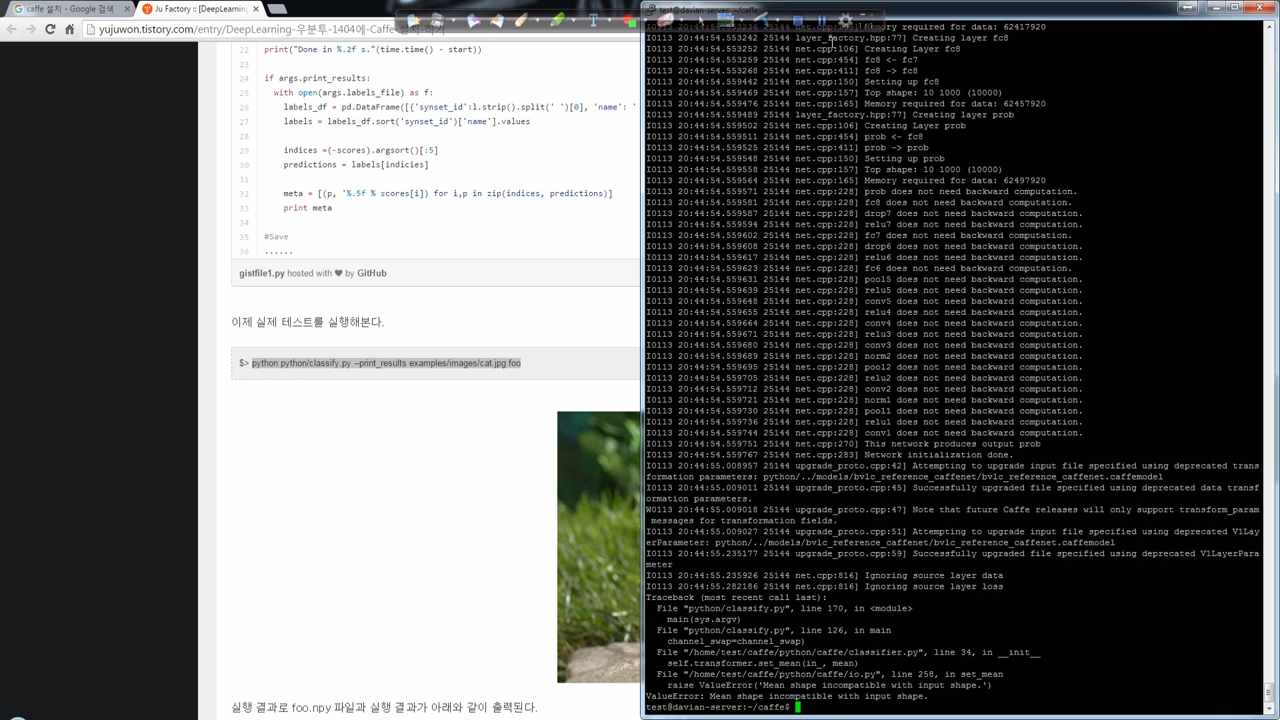 caffe 설치 - Google 검색
Ju Factory :: [DeepLearning
yujuwon.tistory.com/entry/DeepLearning-우분투-1404에-Caffe-설치-하기
22
23 print("Done in %.2f s."(time.time() - start))
24
25 if args.print_results:
with open(args.labels_file) as f:
26 labels_df = pd.DataFrame([{'synset_id':l.strip().split(' ')[0], 'name': '
27 labels = labels_df.sort('synset_id')['name'].values
28
29 indices =(-scores).argsort()[:5]
30 predictions = labels[indicies]
31
32 meta = [(p, '%.5f % scores[i]) for i,p in zip(indices, predictions)]
33 print meta
34
35 #Save
36 ......
gistfile1.py hosted with ❤ by GitHub
이제 실제 테스트를 실행해본다.
$> python python/classify.py --print_results examples/images/cat.jpg foo
실행 결과로 foo.npy 파일과 실행 결과가 아래와 같이 출력된다.
test@davian-server:~/caffe
I0113 20:44:54.553236 25144 net.cpp:165] Memory required for data: 62417920
I0113 20:44:54.553242 25144 layer_factory.hpp:77] Creating layer fc8
I0113 20:44:54.553252 25144 net.cpp:106] Creating Layer fc8
I0113 20:44:54.553259 25144 net.cpp:454] fc8 <- fc7
I0113 20:44:54.553268 25144 net.cpp:411] fc8 -> fc8
I0113 20:44:54.559442 25144 net.cpp:150] Setting up fc8
I0113 20:44:54.559469 25144 net.cpp:157] Top shape: 10 1000 (10000)
I0113 20:44:54.559476 25144 net.cpp:165] Memory required for data: 62457920
I0113 20:44:54.559489 25144 layer_factory.hpp:77] Creating layer prob
I0113 20:44:54.559502 25144 net.cpp:106] Creating Layer prob
I0113 20:44:54.559510 25144 net.cpp:454] prob <- fc8
I0113 20:44:54.559525 25144 net.cpp:411] prob -> prob
I0113 20:44:54.559544 25144 net.cpp:150] Setting up prob
I0113 20:44:54.559558 25144 net.cpp:157] Top shape: 10 1000 (10000)
I0113 20:44:54.559564 25144 net.cpp:165] Memory required for data: 62497920
I0113 20:44:54.559571 25144 net.cpp:228] prob does not need backward computation.
I0113 20:44:54.559580 25144 net.cpp:228] fc8 does not need backward computation.
I0113 20:44:54.559587 25144 net.cpp:228] drop7 does not need backward computation.
I0113 20:44:54.559594 25144 net.cpp:228] relu7 does not need backward computation.
I0113 20:44:54.559602 25144 net.cpp:228] fc7 does not need backward computation.
I0113 20:44:54.559608 25144 net.cpp:228] drop6 does not need backward computation.
I0113 20:44:54.559617 25144 net.cpp:228] relu6 does not need backward computation.
I0113 20:44:54.559624 25144 net.cpp:228] fc6 does not need backward computation.
I0113 20:44:54.559631 25144 net.cpp:228] pool5 does not need backward computation.
I0113 20:44:54.559639 25144 net.cpp:228] relu5 does not need backward computation.
I0113 20:44:54.559648 25144 net.cpp:228] conv5 does not need backward computation.
I0113 20:44:54.559655 25144 net.cpp:228] relu4 does not need backward computation.
I0113 20:44:54.559664 25144 net.cpp:228] conv4 does not need backward computation.
I0113 20:44:54.559671 25144 net.cpp:228] relu3 does not need backward computation.
I0113 20:44:54.559680 25144 net.cpp:228] conv3 does not need backward computation.
I0113 20:44:54.559689 25144 net.cpp:228] norm2 does not need backward computation.
I0113 20:44:54.559697 25144 net.cpp:228] pool2 does not need backward computation.
I0113 20:44:54.559705 25144 net.cpp:228] relu2 does not need backward computation.
I0113 20:44:54.559712 25144 net.cpp:228] conv2 does not need backward computation.
I0113 20:44:54.559721 25144 net.cpp:228] norm1 does not need backward computation.
I0113 20:44:54.559730 25144 net.cpp:228] pool1 does not need backward computation.
I0113 20:44:54.559736 25144 net.cpp:228] relu1 does not need backward computation.
I0113 20:44:54.559744 25144 net.cpp:228] conv1 does not need backward computation.
I0113 20:44:54.559751 25144 net.cpp:270] This network produces output prob
I0113 20:44:54.559767 25144 net.cpp:283] Network initialization done.
I0113 20:44:55.008957 25144 upgrade_proto.cpp:42] Attempting to upgrade input file specified using deprecated trans
formation parameters: python/../models/bvlc_reference_caffenet/bvlc_reference_caffenet.caffemodel
I0113 20:44:55.009011 25144 upgrade_proto.cpp:45] Successfully upgraded file specified using deprecated data transf
ormation parameters.
W0113 20:44:55.009018 25144 upgrade_proto.cpp:47] Note that future Caffe releases will only support transform_param
messages for transformation fields.
I0113 20:44:55.009027 25144 upgrade_proto.cpp:51] Attempting to upgrade input file specified using deprecated V1Lay
erParameter: python/../models/bvlc_reference_caffenet/bvlc_reference_caffenet.caffemodel
I0113 20:44:55.235177 25144 upgrade_proto.cpp:59] Successfully upgraded file specified using deprecated V1LayerPara
meter
I0113 20:44:55.235926 25144 net.cpp:816] Ignoring source layer data
I0113 20:44:55.282186 25144 net.cpp:816] Ignoring source layer loss
Traceback (most recent call last):
File "python/classify.py", line 170, in <module>
main(sys.argv)
File "python/classify.py", line 126, in main
channel_swap=channel_swap)
File "/home/test/caffe/python/caffe/classifier.py", line 34, in __init__
self.transformer.set_mean(in_, mean)
File "/home/test/caffe/python/caffe/io.py", line 258, in set_mean
raise ValueError('Mean shape incompatible with input shape.')
ValueError: Mean shape incompatible with input shape.
test@davian-server:~/caffe$